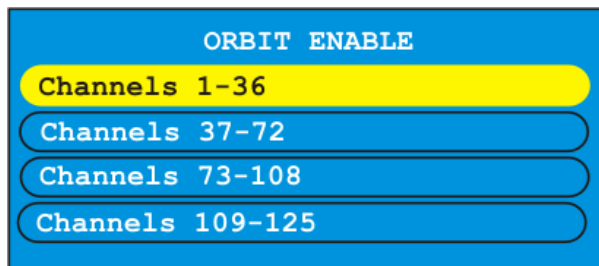 ORBIT ENABLE
Channels 1-36
Channels 37-72
Channels 73-108
Channels 109-125